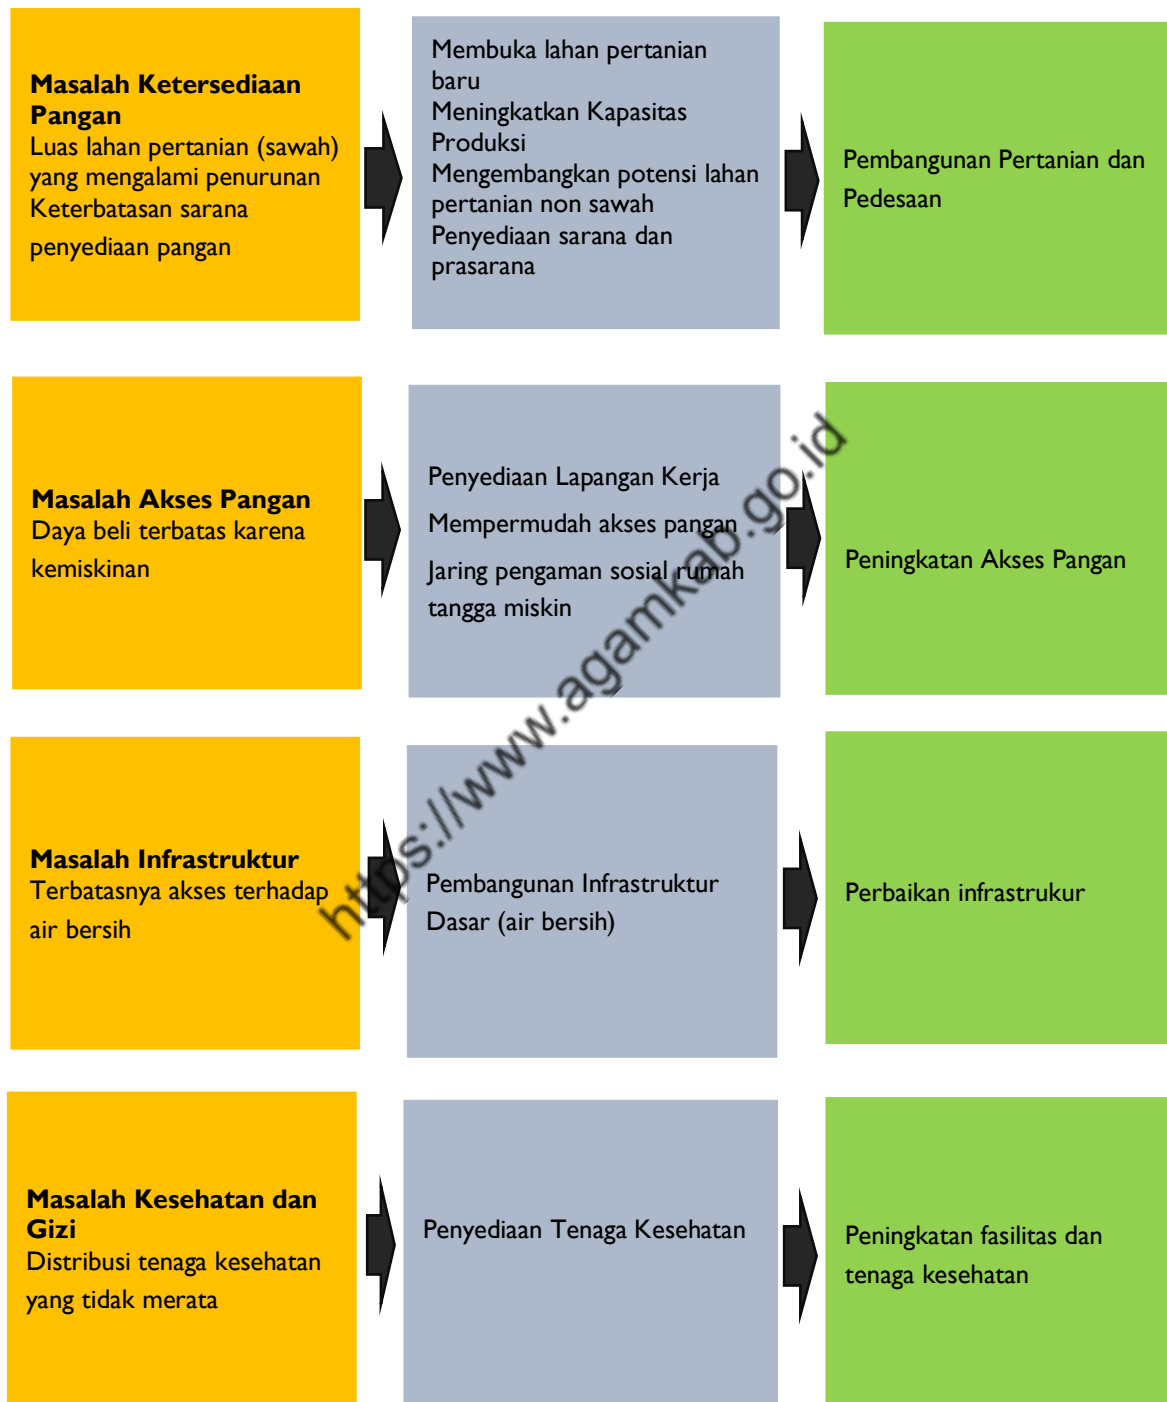 Masalah Ketersediaan
Pangan
Luas lahan pertanian (sawah)
yang mengalami penurunan
Keterbatasan sarana
penyediaan pangan
Membuka lahan pertanian
baru
Meningkatkan Kapasitas
Produksi
Mengembangkan potensi lahan
pertanian non sawah
Penyediaan sarana dan
prasarana
Pembangunan Pertanian dan
Pedesaan
Masalah Akses Pangan
Daya beli terbatas karena
kemiskinan
Penyediaan Lapangan Kerja
Mempermudah akses pangan
Jaring pengaman sosial rumah
tangga miskin
Peningkatan Akses Pangan
Masalah Infrastruktur
Terbatasnya akses terhadap
air bersih
Pembangunan Infrastruktur
Dasar (air bersih)
Perbaikan infrastrukur
Masalah Kesehatan dan
Gizi
Distribusi tenaga kesehatan
yang tidak merata
Penyediaan Tenaga Kesehatan
Peningkatan fasilitas dan
tenaga kesehatan
https://www.agamkab.go.id